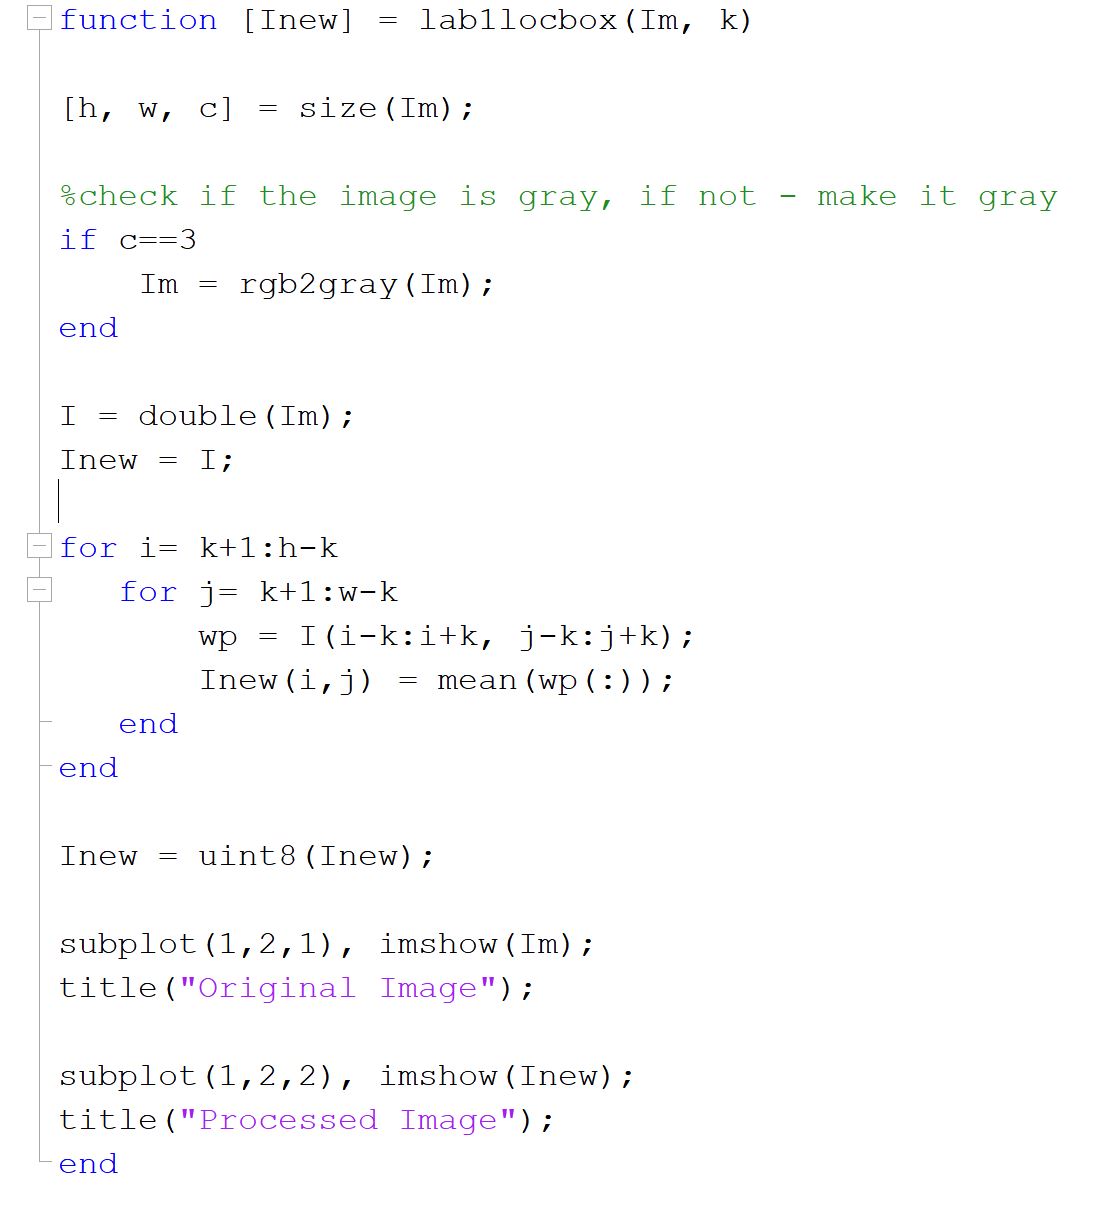 function [Inew] = lab1locbox(Im, k)
[h, w, c] = size(Im);
%check if the image is gray, if not - make it gray
if c==3
    Im = rgb2gray(Im);
end
I = double(Im);
Inew = I;
for i= k+1:h-k
   for j= k+1:w-k
       wp = I(i-k:i+k, j-k:j+k);
       Inew(i,j) = mean(wp(:));
   end
end
Inew = uint8(Inew);
subplot(1,2,1), imshow(Im);
title("Original Image");
subplot(1,2,2), imshow(Inew);
title("Processed Image");
end